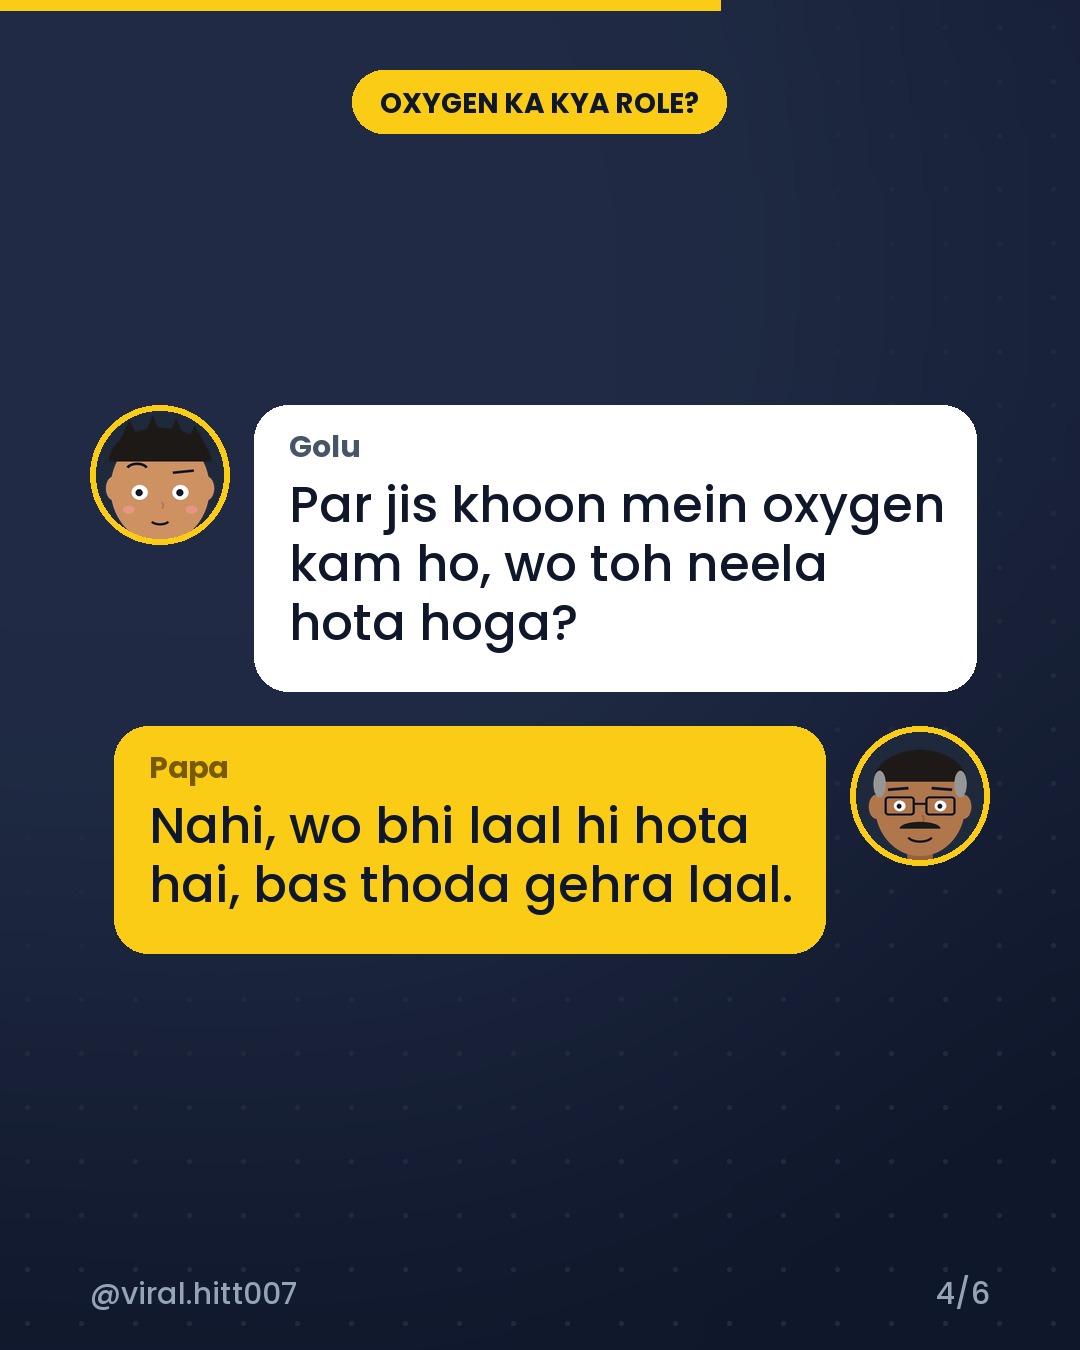 OXYGEN KA KYA ROLE?
Golu
Par jis khoon mein oxygen
kam ho, wo toh neela
hota hoga?
Papa
Nahi, wo bhi laal hi hota
hai, bas thoda gehra laal.
@viral.hitt007
4/6